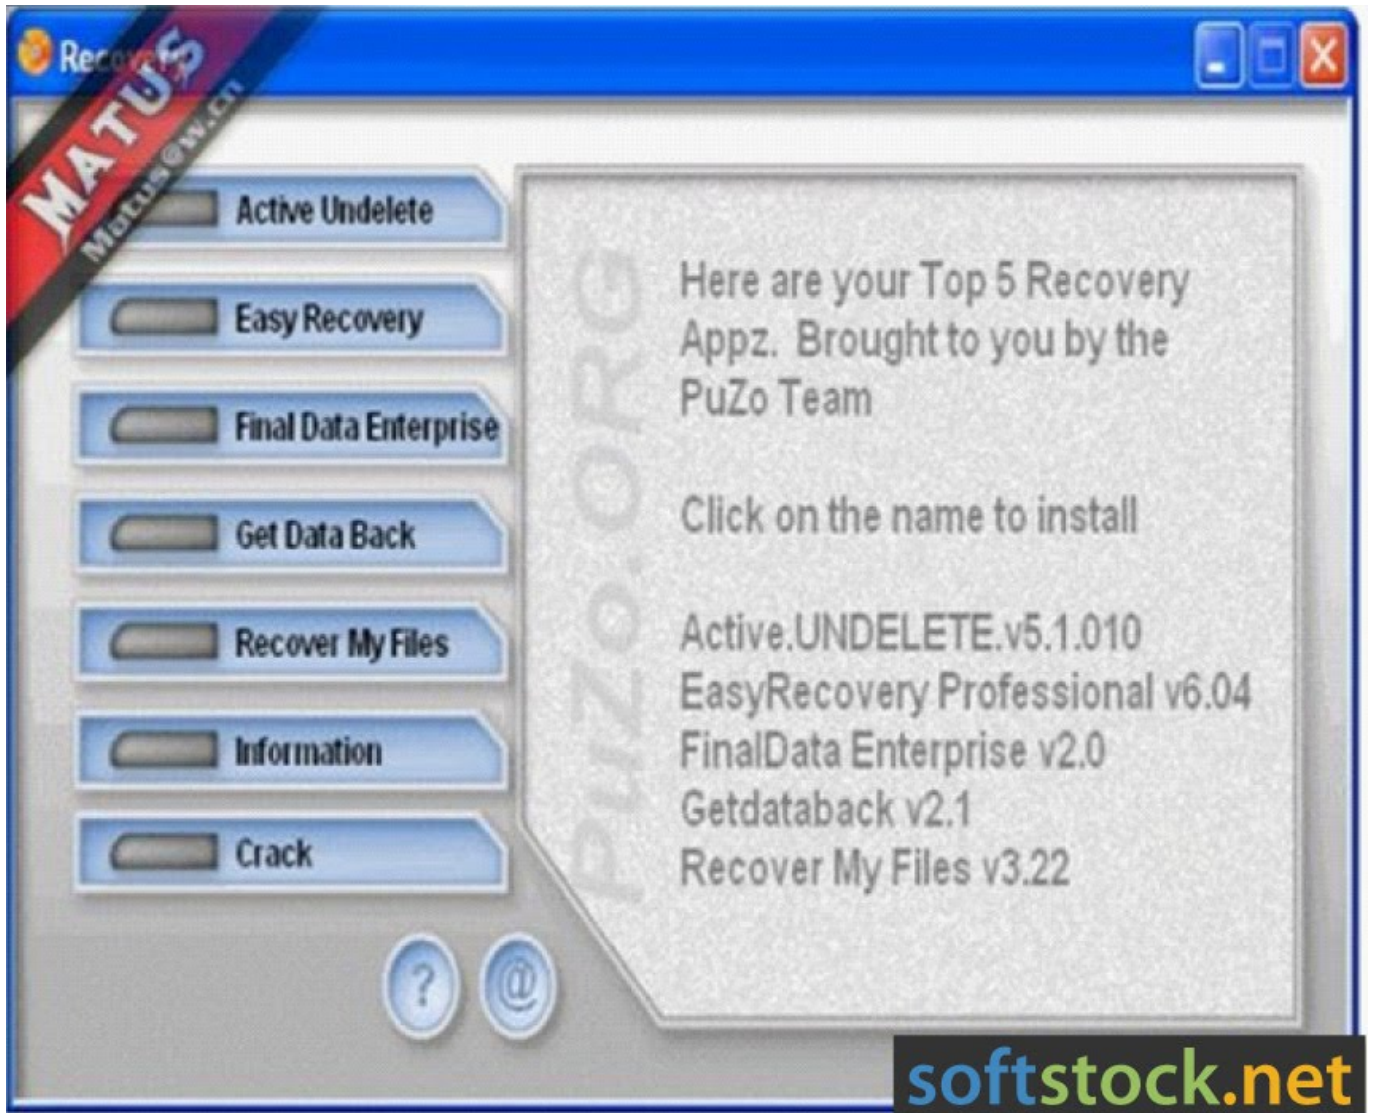 Recovery
MATUS
Matus@w.cn
Active Undelete
Easy Recovery
Final Data Enterprise
Get Data Back
Recover My Files
Information
Crack
?
@
PuZo.ORG
Here are your Top 5 Recovery
Appz. Brought to you by the
PuZo Team
Click on the name to install
Active.UNDELETE.v5.1.010
EasyRecovery Professional v6.04
FinalData Enterprise v2.0
Getdataback v2.1
Recover My Files v3.22
softstock.net